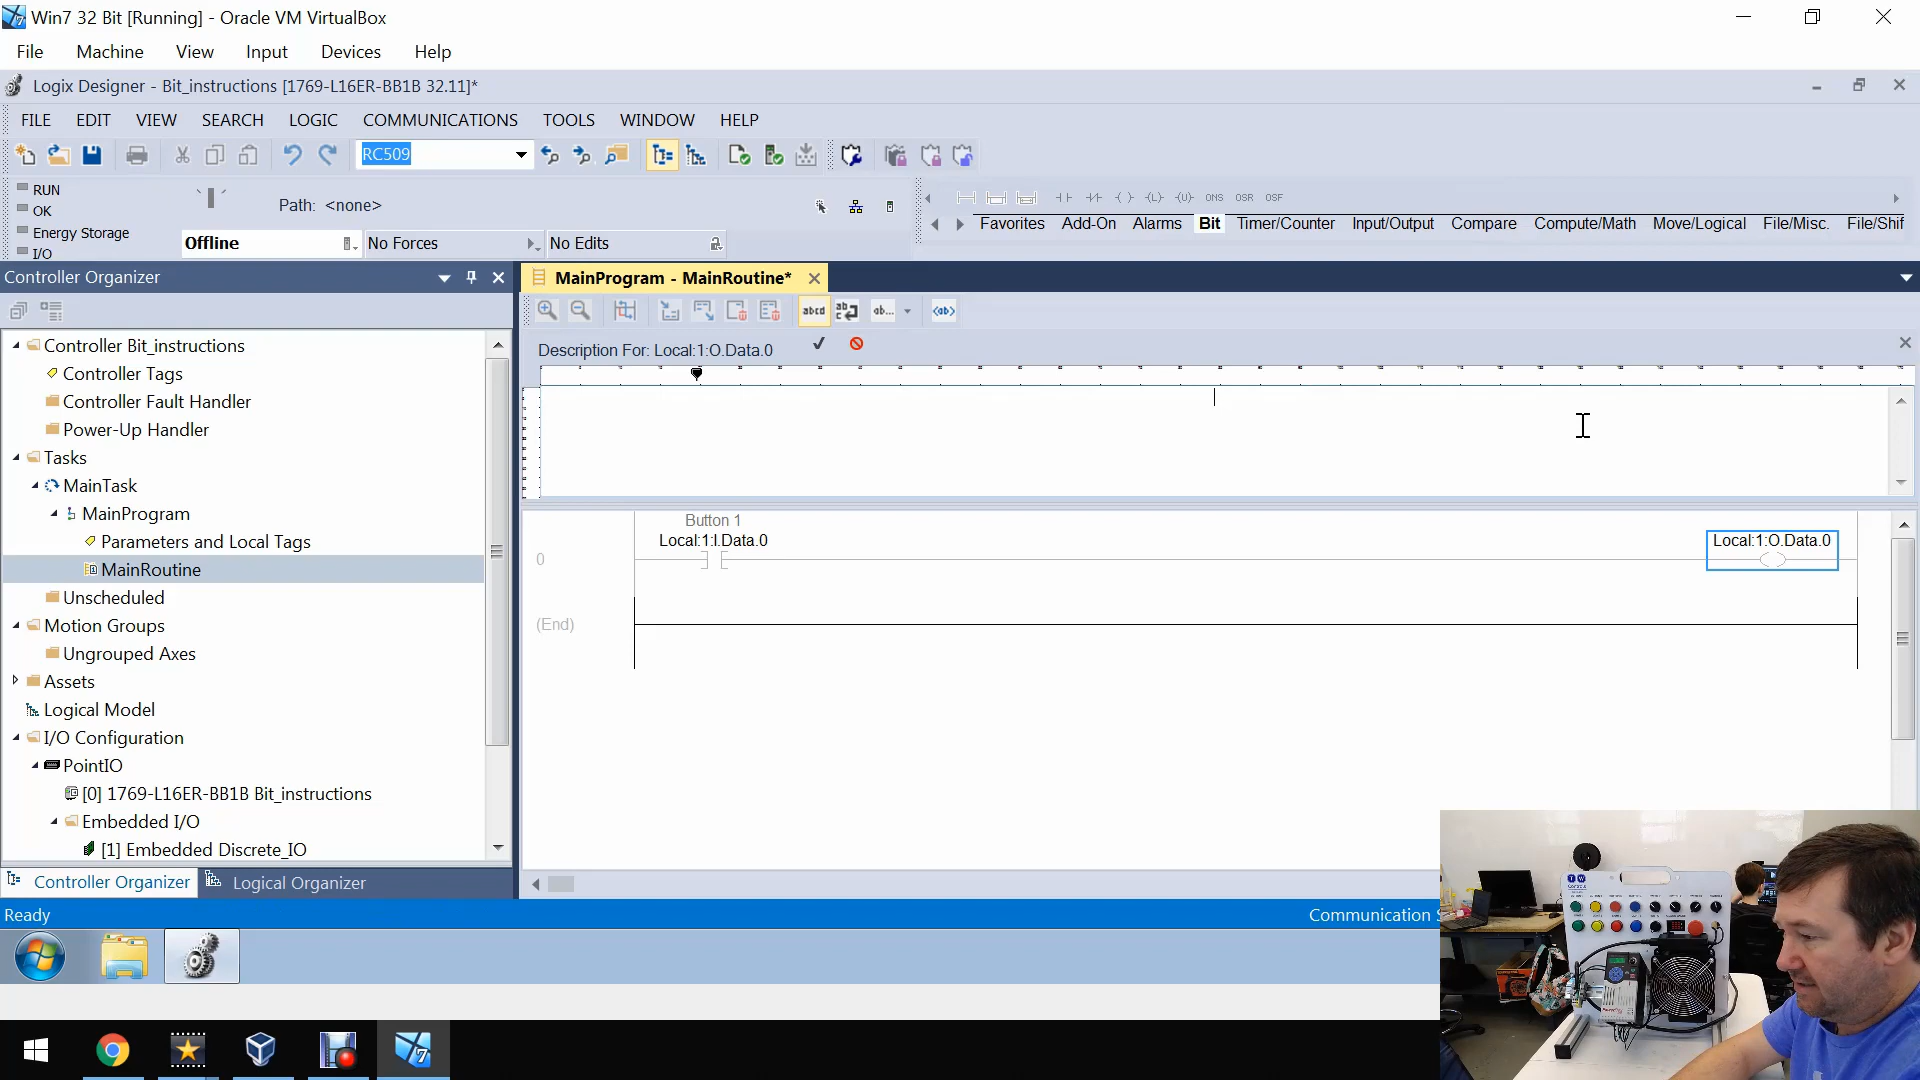 Win7 32 Bit [Running] - Oracle VM VirtualBox
File Machine View Input Devices Help
Logix Designer - Bit_instructions [1769-L16ER-BB1B 32.11]*
FILE EDIT VIEW SEARCH LOGIC COMMUNICATIONS TOOLS WINDOW HELP
RC509
RUN
OK
Energy Storage
I/O
Path: <none>
Offline
No Forces
No Edits
(L) (U) ONS OSR OSF
Favorites Add-On Alarms Bit Timer/Counter Input/Output Compare Compute/Math Move/Logical File/Misc. File/Shif
Controller Organizer
MainProgram - MainRoutine*
abcd
ab
c
ab...
<ab>
Description For: Local:1:O.Data.0
Controller Bit_instructions
Controller Tags
Controller Fault Handler
Power-Up Handler
Tasks
MainTask
MainProgram
Parameters and Local Tags
MainRoutine
Unscheduled
Motion Groups
Ungrouped Axes
Assets
Logical Model
I/O Configuration
PointIO
[0] 1769-L16ER-BB1B Bit_instructions
Embedded I/O
[1] Embedded Discrete_IO
Button 1
Local:1:I.Data.0
Local:1:O.Data.0
0
(End)
Controller Organizer
Logical Organizer
Ready
Communication S